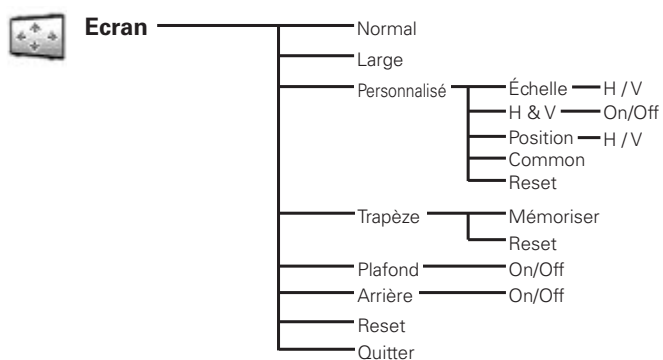 Ecran
Normal
Large
Personnalisé
Échelle H / V
H & V On/Off
Position H / V
Common
Reset
Trapèze Mémoriser
Reset
Plafond On/Off
Arrière On/Off
Reset
Quitter